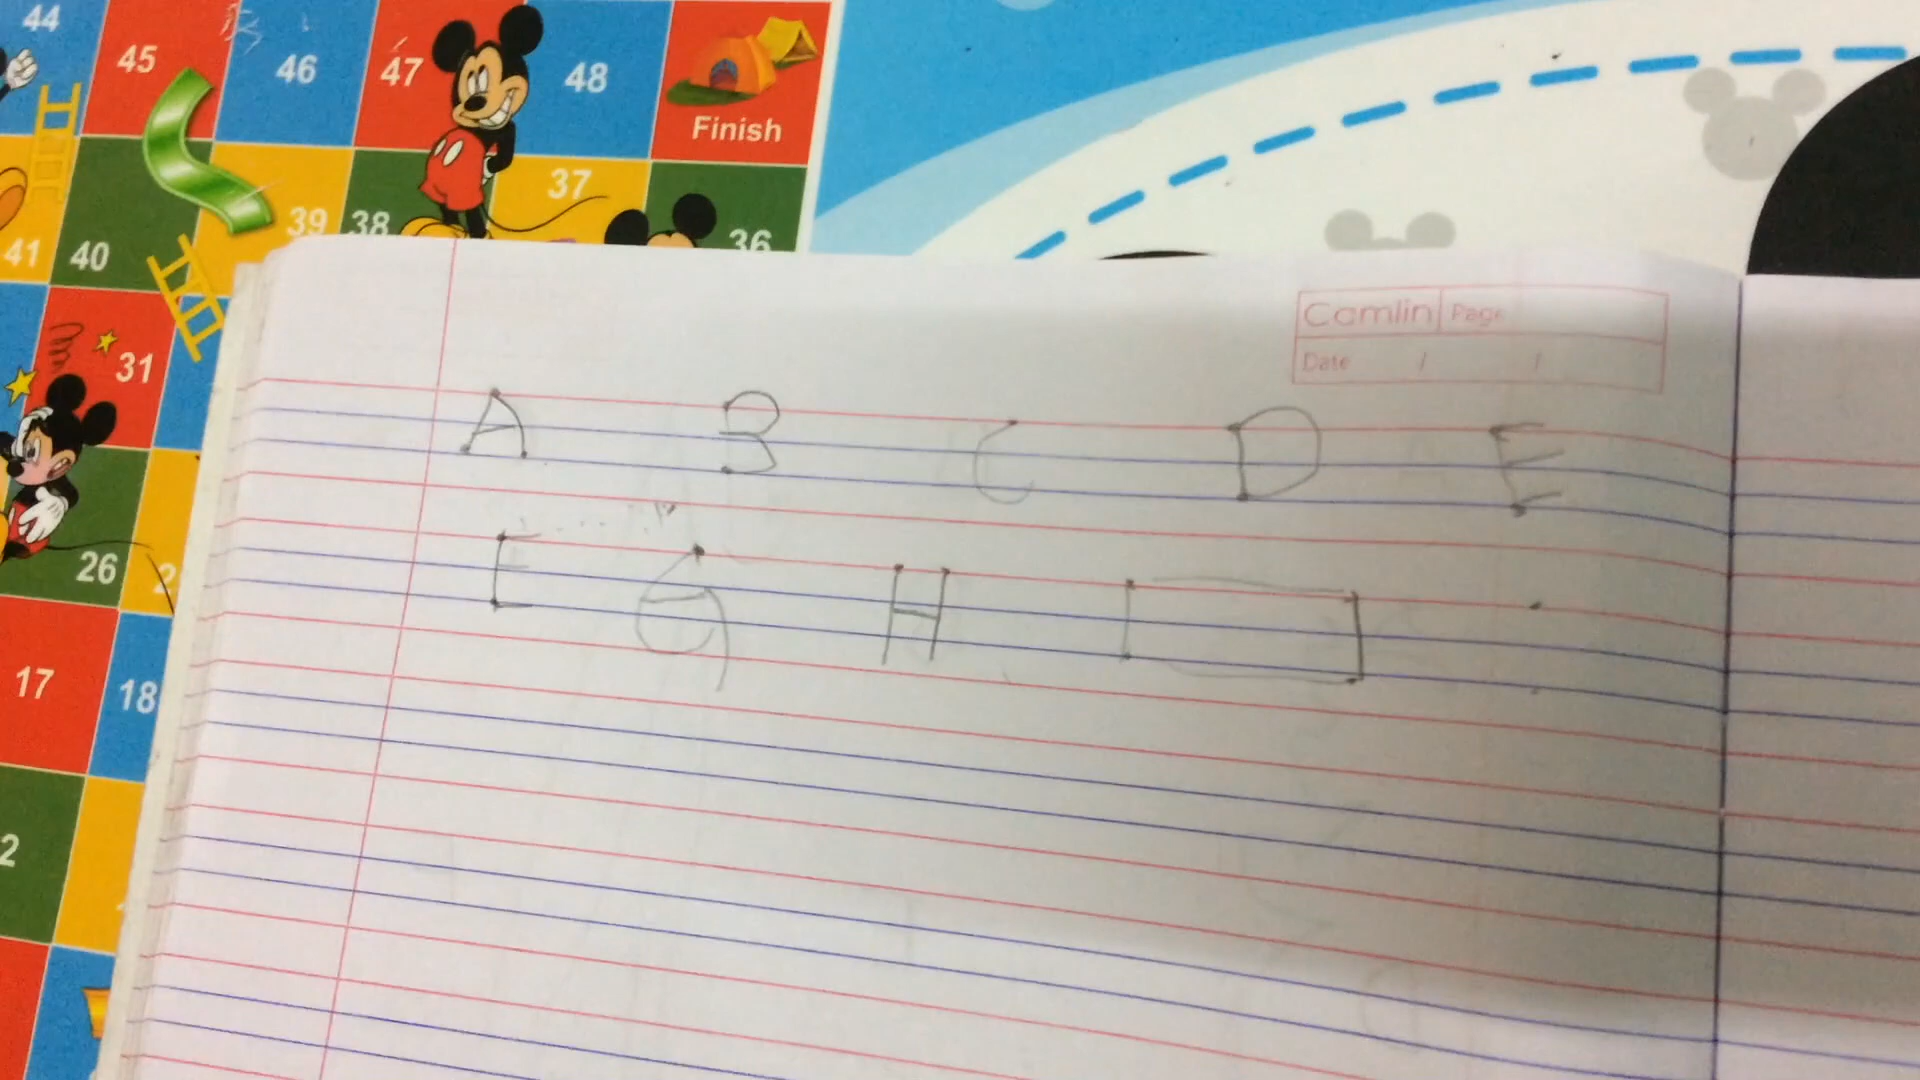 44 45 46 47 48 Finish
41 40 39 38 37 36
31
26
17 18
2
Camlin Page
Date / /
A B C D E
E G H